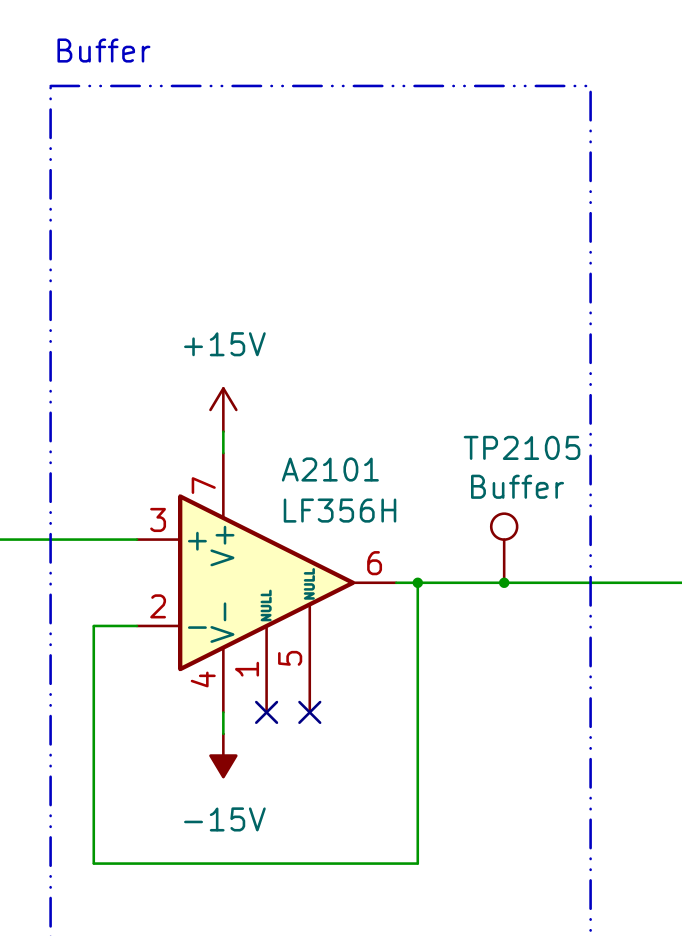 Buffer
+15V
TP2105
Buffer
A2101
LF356H
7
3
+
V+
6
2
-
V-
NULL
NULL
4
1
5
-15V